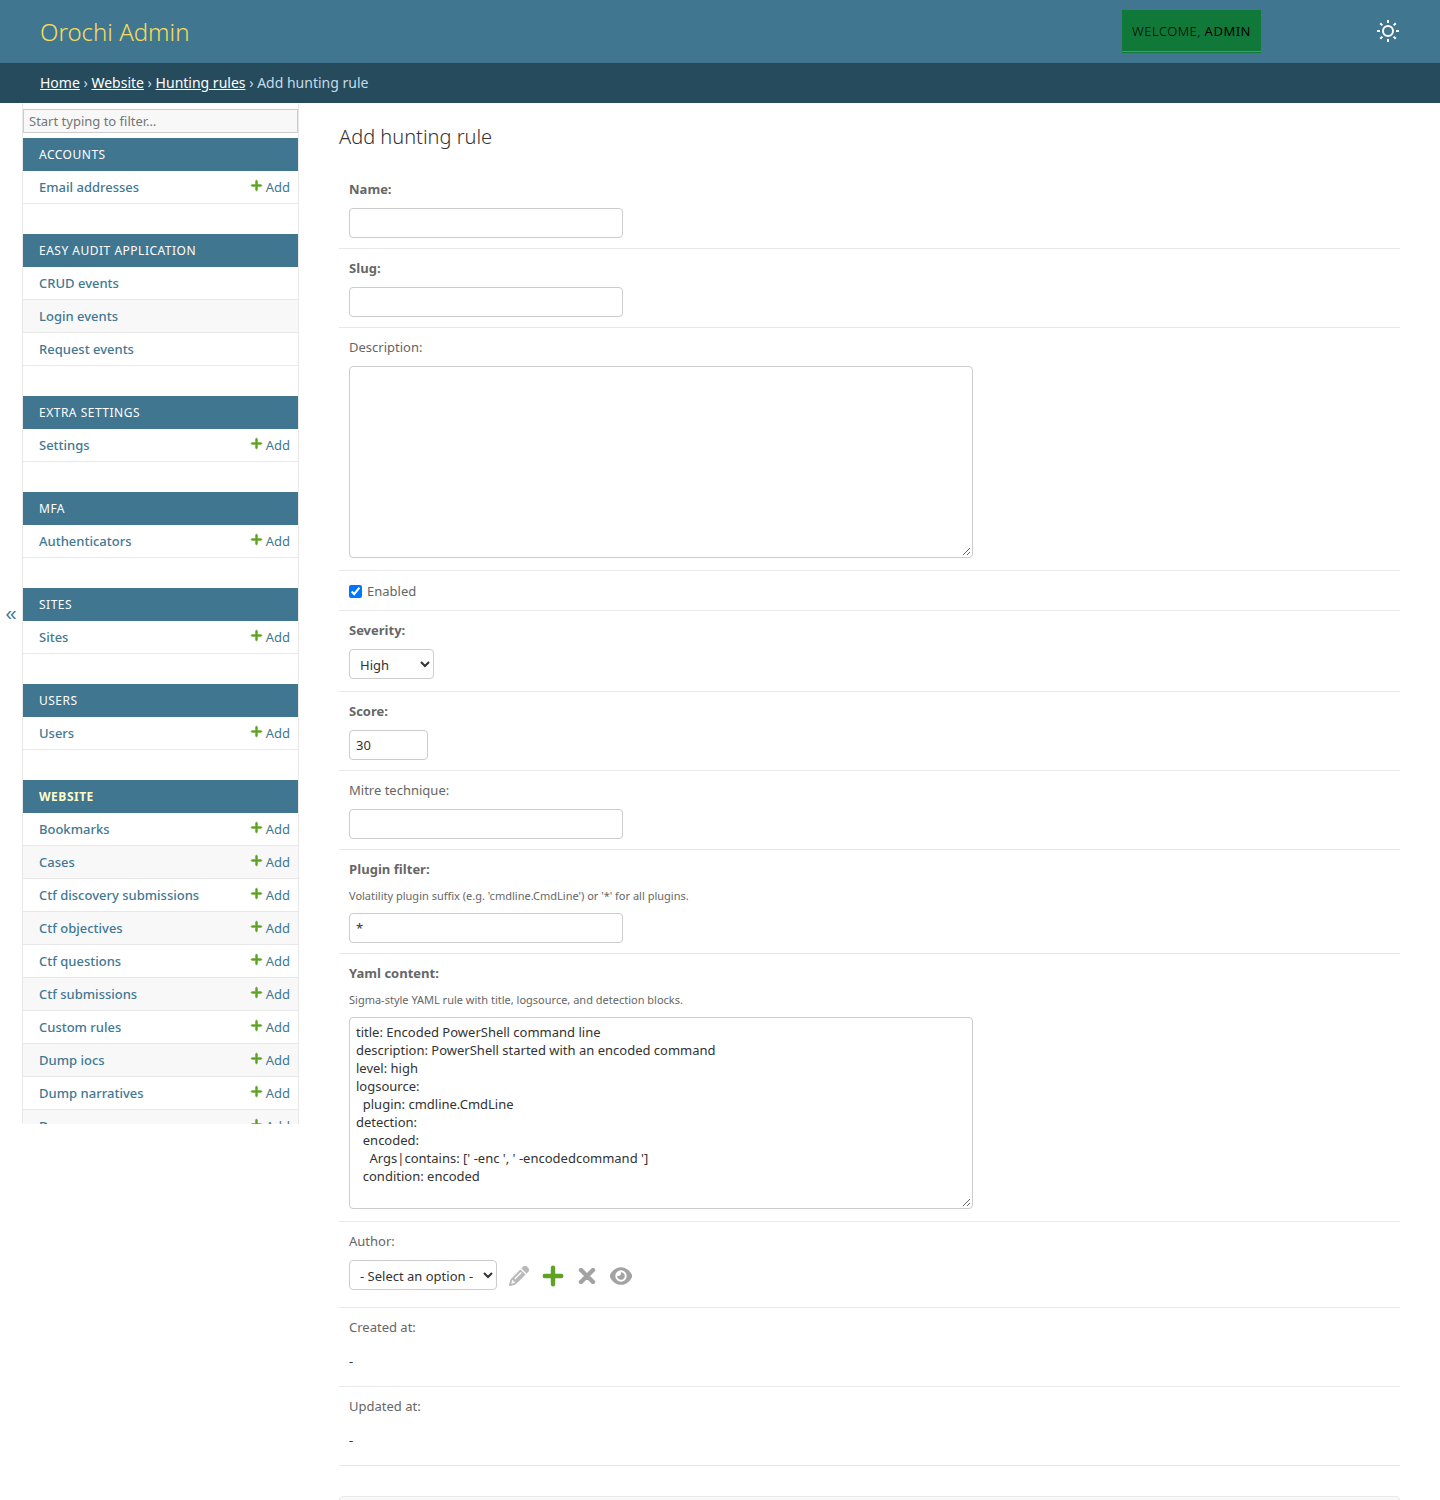 Orochi Admin
WELCOME, ADMIN
Home › Website › Hunting rules › Add hunting rule
Start typing to filter...
ACCOUNTS
Email addresses
Add
EASY AUDIT APPLICATION
CRUD events
Login events
Request events
EXTRA SETTINGS
Settings
Add
MFA
Authenticators
Add
SITES
Sites
Add
USERS
Users
Add
WEBSITE
Bookmarks
Add
Cases
Add
Ctf discovery submissions
Add
Ctf objectives
Add
Ctf questions
Add
Ctf submissions
Add
Custom rules
Add
Dump iocs
Add
Dump narratives
Add
«
Add hunting rule
Name:
Slug:
Description:
Enabled
Severity:
High
Score:
30
Mitre technique:
Plugin filter:
Volatility plugin suffix (e.g. 'cmdline.CmdLine') or '*' for all plugins.
*
Yaml content:
Sigma-style YAML rule with title, logsource, and detection blocks.
title: Encoded PowerShell command line
description: PowerShell started with an encoded command
level: high
logsource:
  plugin: cmdline.CmdLine
detection:
  encoded:
    Args|contains: [' -enc ', ' -encodedcommand ']
  condition: encoded
Author:
- Select an option -
Created at:
-
Updated at:
-